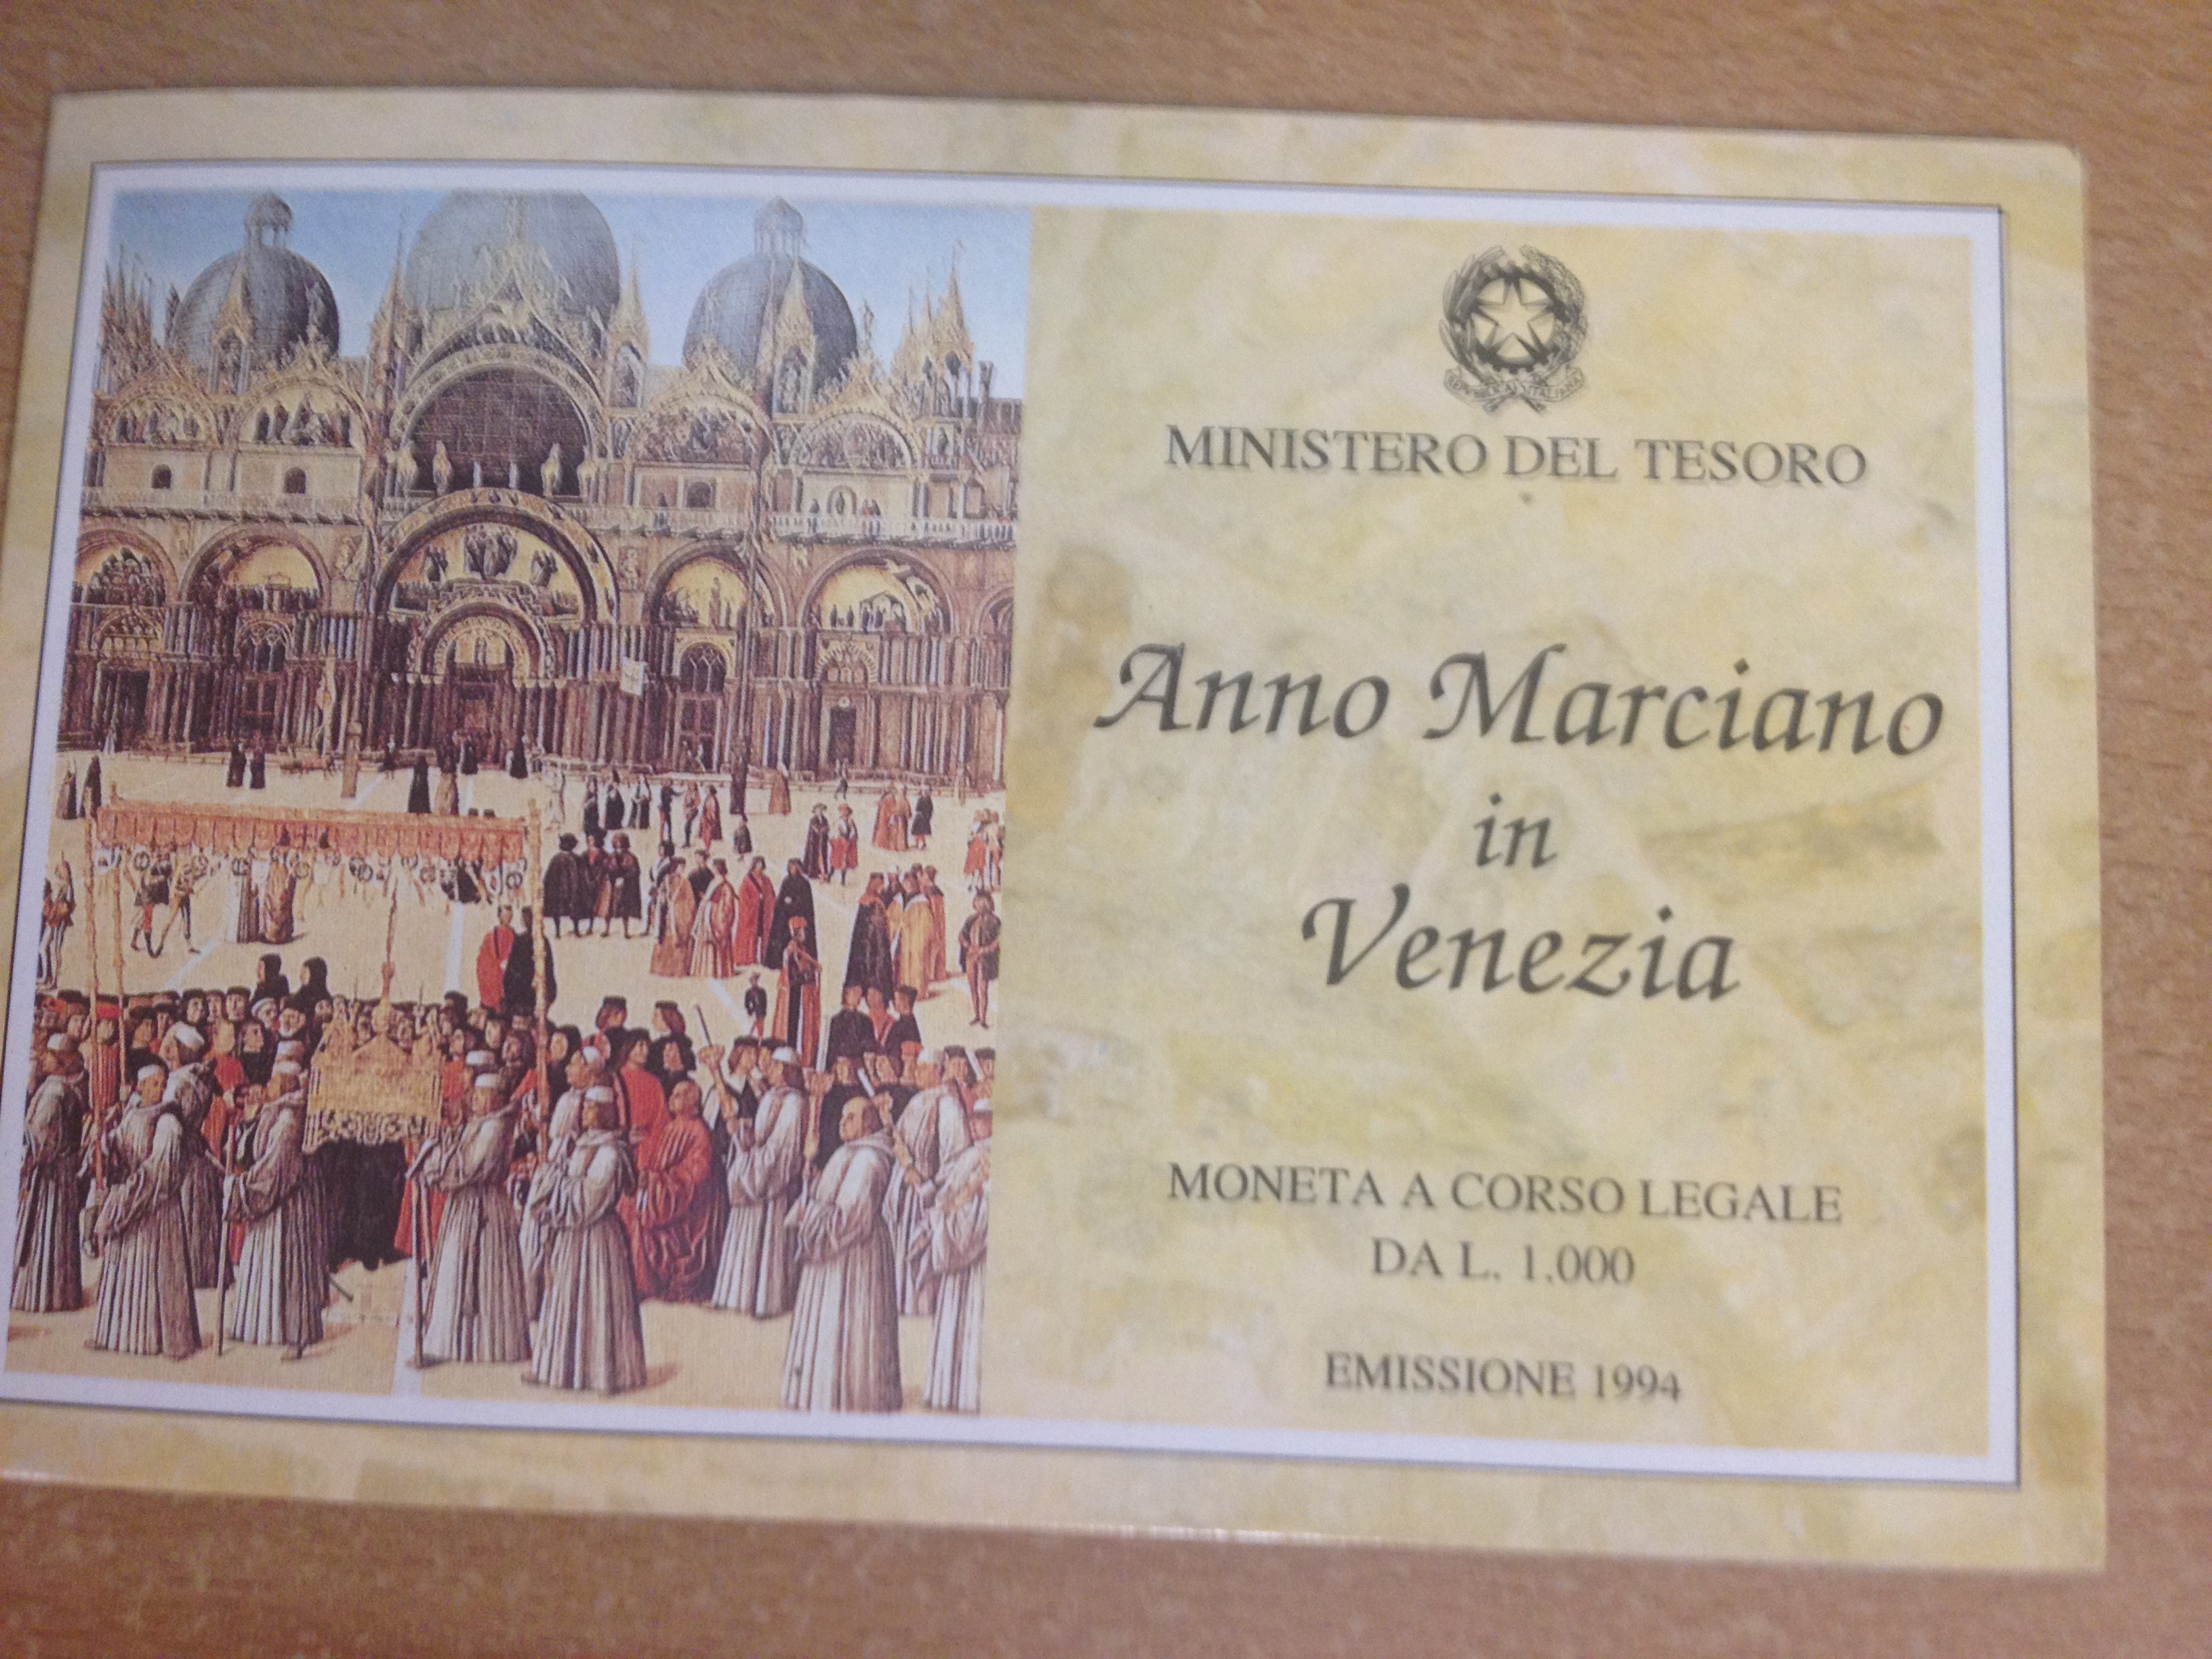 MINISTERO DEL TESORO
Anno Marciano
in
Venezia
MONETA A CORSO LEGALE
DA L. 1.000
EMISSIONE 1994